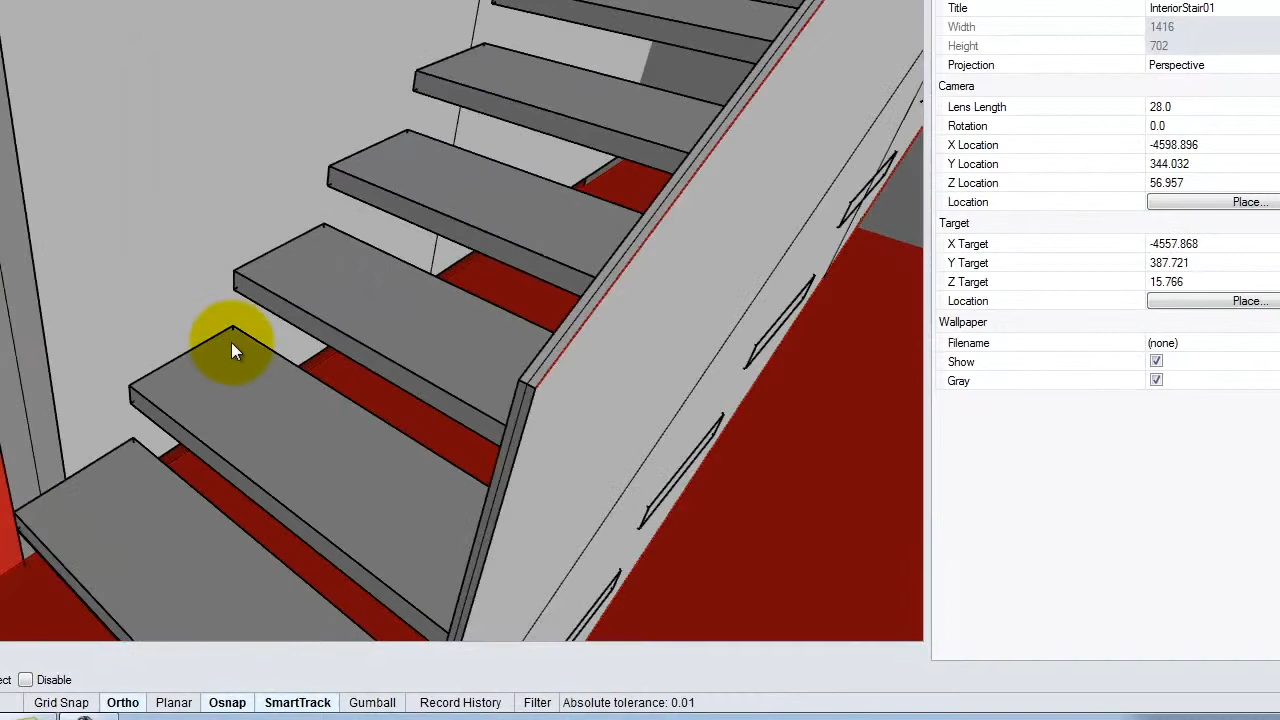 Title InteriorStair01
Width 1416
Height 702
Projection Perspective
Camera
Lens Length 28.0
Rotation 0.0
X Location -4598.896
Y Location 344.032
Z Location 56.957
Location Place...
Target
X Target -4557.868
Y Target 387.721
Z Target 15.766
Location Place...
Wallpaper
Filename (none)
Show
Gray
ect Disable
Grid Snap Ortho Planar Osnap SmartTrack Gumball Record History Filter Absolute tolerance: 0.01